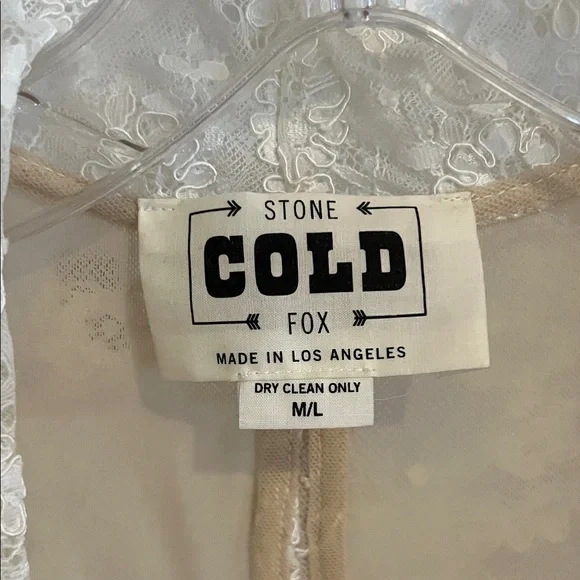 STONE
COLD
FOX
MADE IN LOS ANGELES
DRY CLEAN ONLY
M/L